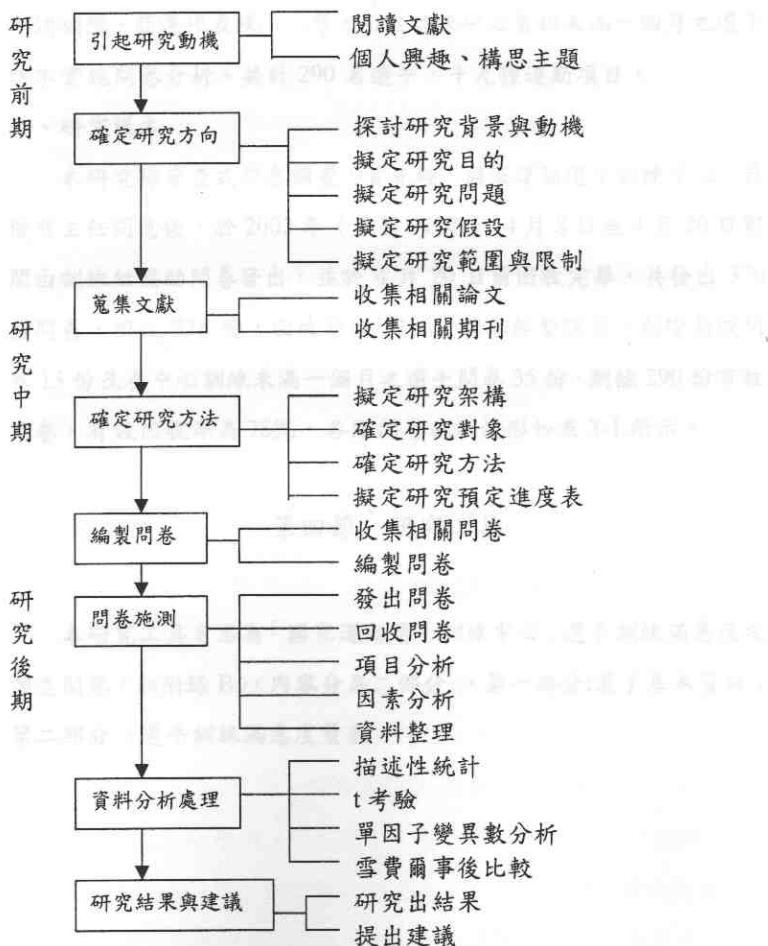 研究前期
引起研究動機
閱讀文獻
個人興趣、構思主題
確定研究方向
探討研究背景與動機
擬定研究目的
擬定研究問題
擬定研究假設
擬定研究範圍與限制
蒐集文獻
收集相關論文
收集相關期刊
研究中期
確定研究方法
擬定研究架構
確定研究對象
確定研究方法
擬定研究預定進度表
編製問卷
收集相關問卷
編製問卷
研究後期
問卷施測
發出問卷
回收問卷
項目分析
因素分析
資料整理
資料分析處理
描述性統計
t考驗
單因子變異數分析
雪費爾事後比較
研究結果與建議
研究出結果
提出建議